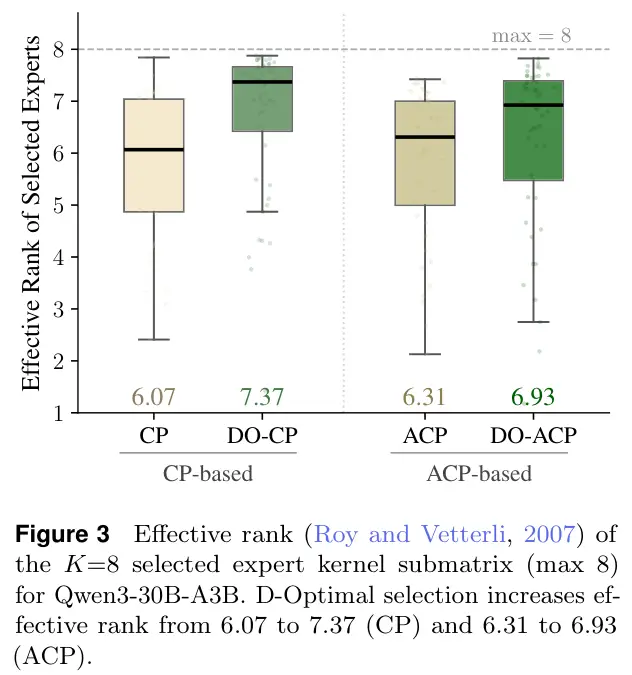 max = 8
Effective Rank of Selected Experts
8
7
6
5
4
3
2
1
6.07
7.37
6.31
6.93
CP
DO-CP
ACP
DO-ACP
CP-based
ACP-based
Figure 3 Effective rank (Roy and Vetterli, 2007) of
the K=8 selected expert kernel submatrix (max 8)
for Qwen3-30B-A3B. D-Optimal selection increases ef-
fective rank from 6.07 to 7.37 (CP) and 6.31 to 6.93
(ACP).